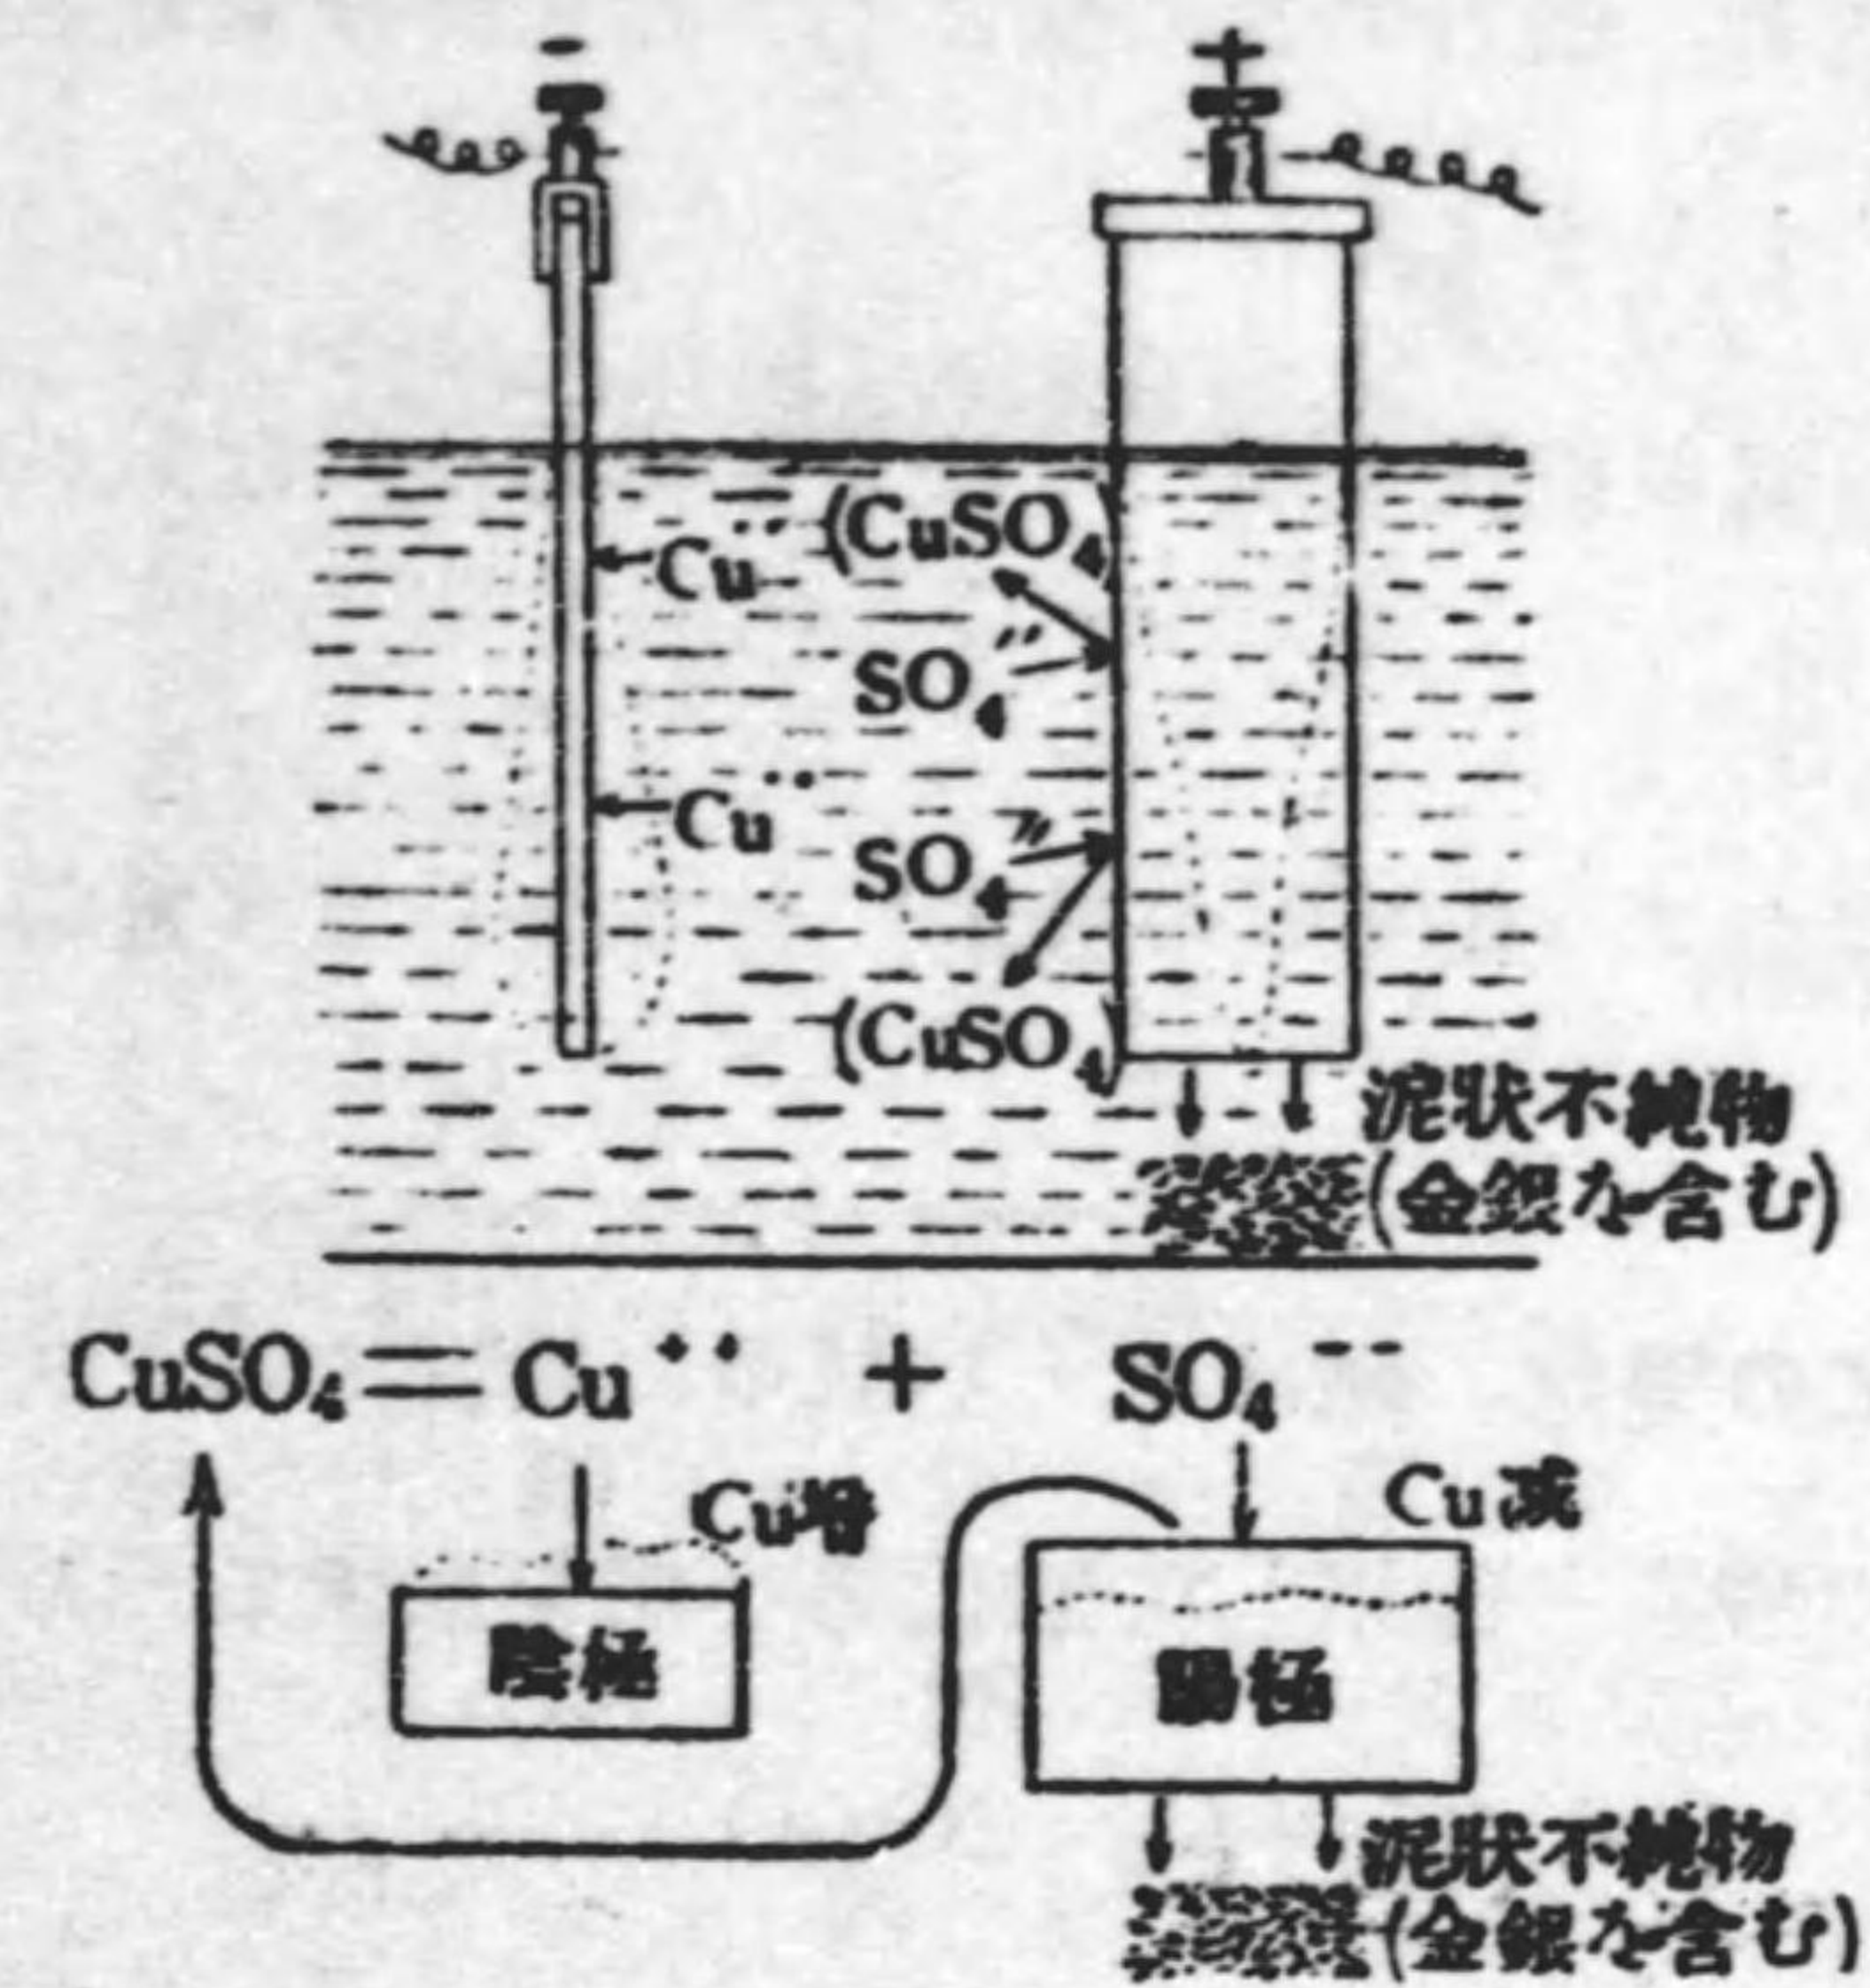 −
+
Cu¨
(CuSO₄)
SO₄″
Cu¨
SO₄″
(CuSO₄)
泥状不純物
(金銀を含む)
CuSO₄ = Cu¨ + SO₄⁻⁻
Cu増
Cu減
陰極
陽極
泥狀不純物
(金銀を含む)